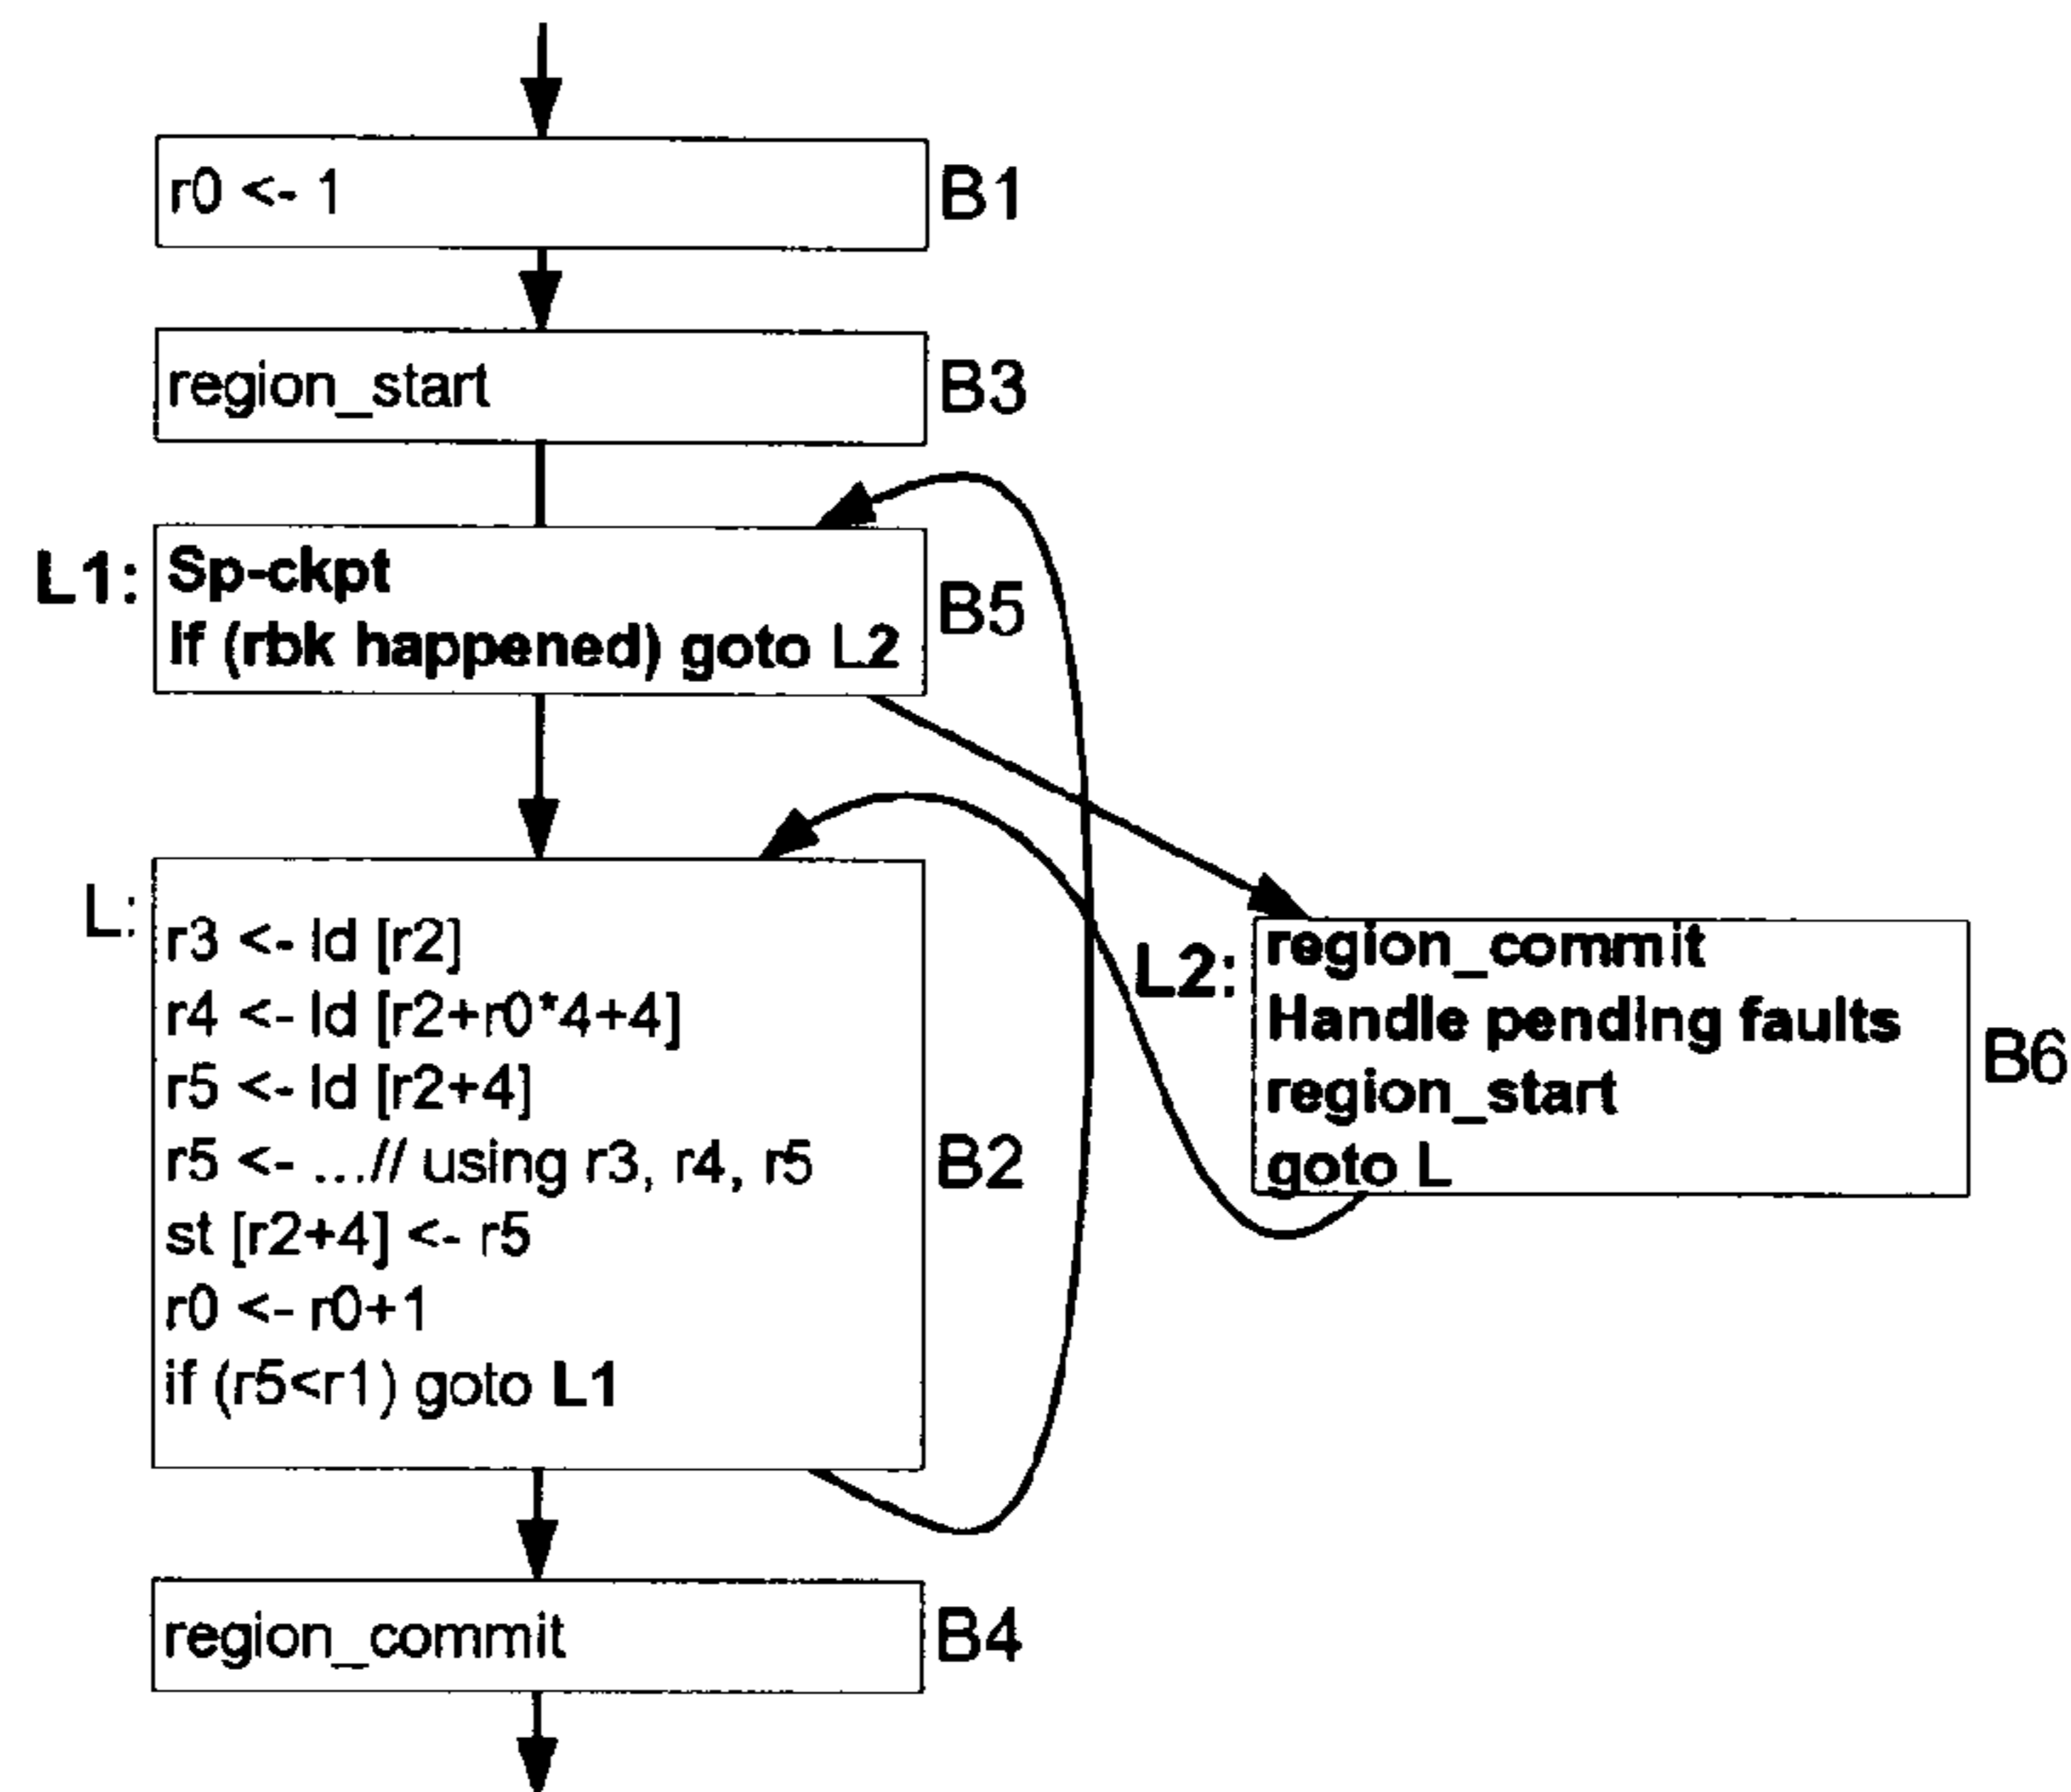 r0 <- 1
B1
region_start
B3
L1:
Sp-ckpt
If (rbk happened) goto L2
B5
L:
r3 <- ld [r2]
r4 <- ld [r2+r0*4+4]
r5 <- ld [r2+4]
r5 <- ...// using r3, r4, r5
st [r2+4] <- r5
r0 <- r0+1
if (r5<r1) goto L1
B2
L2:
region_commit
Handle pending faults
region_start
goto L
B6
region_commit
B4